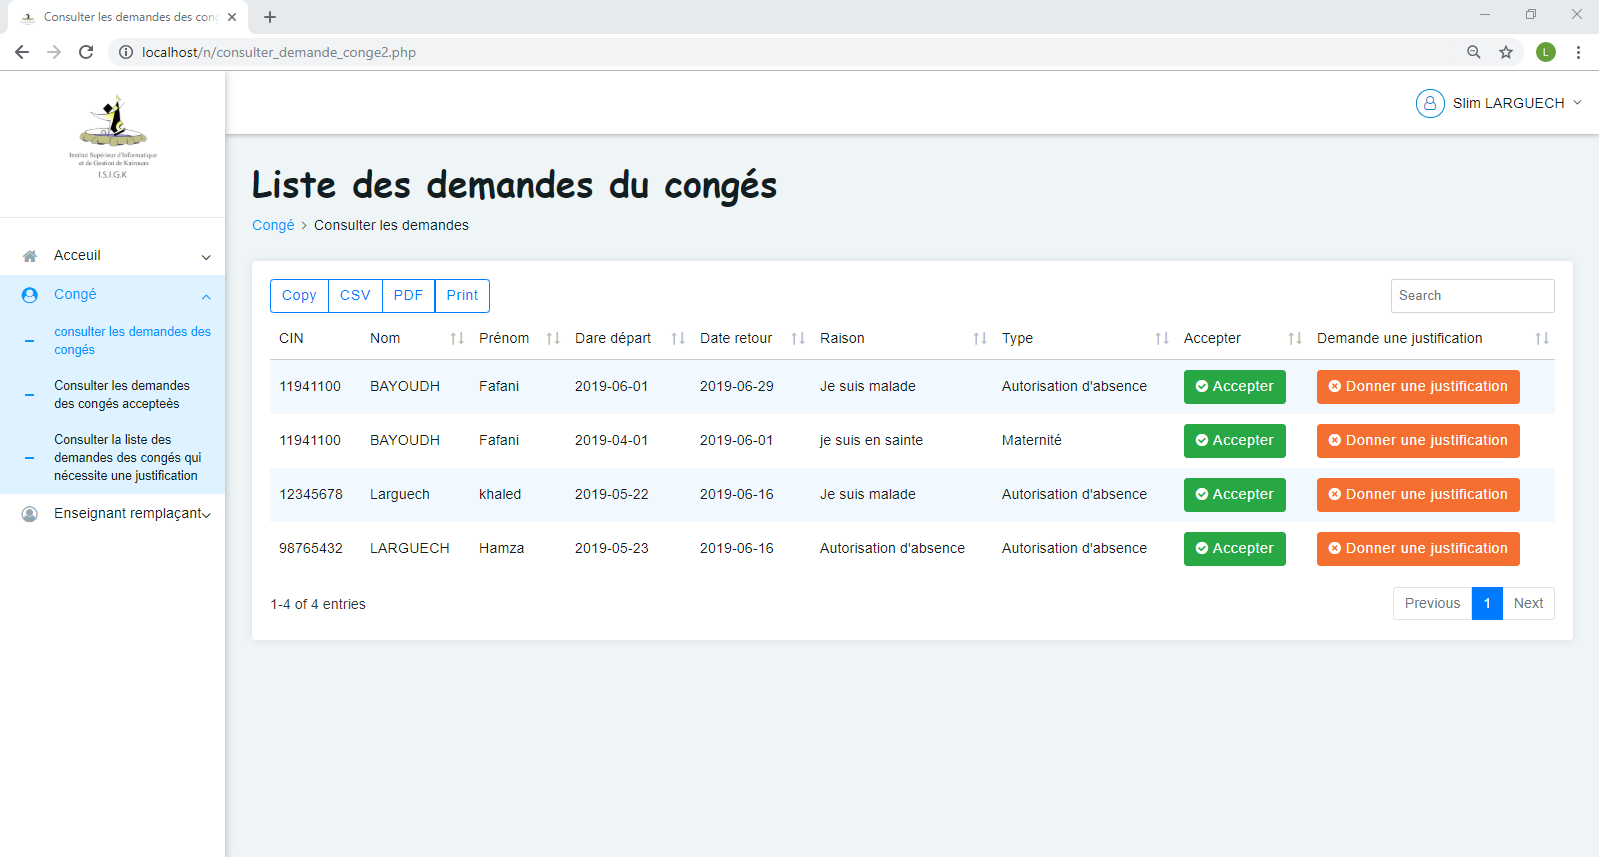 Consulter les demandes des con
localhost/n/consulter_demande_conge2.php
L
Institut Supérieur d'Informatique
et de Gestion de Kairouan
I.S.I.G.K
Slim LARGUECH
Acceuil
Congé
consulter les demandes des
congés
Consulter les demandes
des congés accepteès
Consulter la liste des
demandes des congés qui
nécessite une justification
Enseignant remplaçant
Liste des demandes du congés
Congé > Consulter les demandes
Copy CSV PDF Print
Search
CIN Nom Prénom Dare départ Date retour Raison Type Accepter Demande une justification
11941100 BAYOUDH Fafani 2019-06-01 2019-06-29 Je suis malade Autorisation d'absence Accepter Donner une justification
11941100 BAYOUDH Fafani 2019-04-01 2019-06-01 je suis en sainte Maternité Accepter Donner une justification
12345678 Larguech khaled 2019-05-22 2019-06-16 Je suis malade Autorisation d'absence Accepter Donner une justification
98765432 LARGUECH Hamza 2019-05-23 2019-06-16 Autorisation d'absence Autorisation d'absence Accepter Donner une justification
1-4 of 4 entries
Previous 1 Next